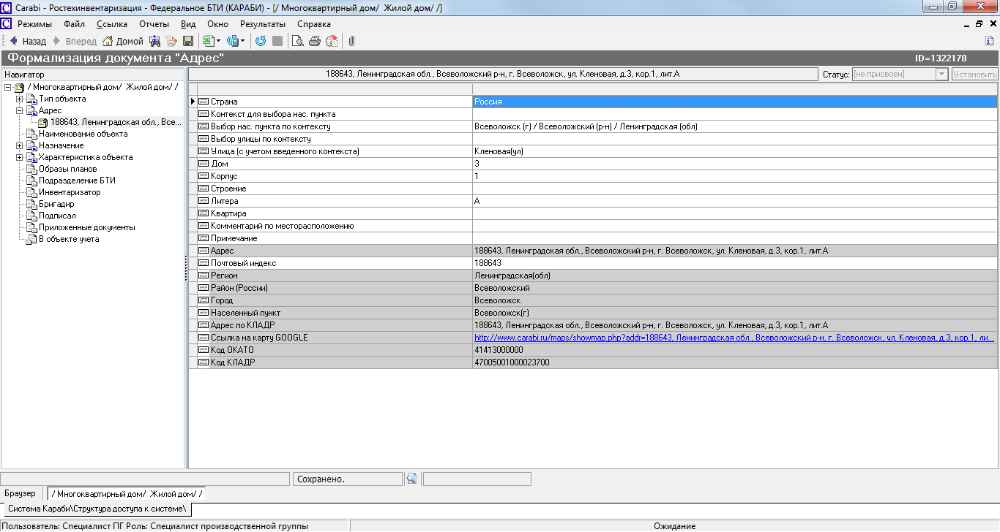 Carabi - Ростехинвентаризация - Федеральное БТИ (КАРАБИ) - [/ Многоквартирный дом/ Жилой дом/ /]
Режимы Файл Ссылка Отчеты Вид Окно Результаты Справка
Назад Вперед Домой
Формализация документа "Адрес" ID=1322178
Навигатор
/ Многоквартирный дом/ Жилой дом/ /
Тип объекта
Адрес
188643, Ленинградская обл., Все...
Наименование объекта
Назначение
Характеристика объекта
Образы планов
Подразделение БТИ
Инвентаризатор
Бригадир
Подписал
Приложенные документы
В объекте учета
188643, Ленинградская обл., Всеволожский р-н, г. Всеволожск, ул. Кленовая, д.3, кор.1, лит.А Статус: [не присвоен] Установить
Страна Россия
Контекст для выбора нас. пункта
Выбор нас. пункта по контексту Всеволожск (г) / Всеволожский (р-н) / Ленинградская (обл)
Выбор улицы по контексту
Улица (с учетом введенного контекста) Кленовая(ул)
Дом 3
Корпус 1
Строение
Литера А
Квартира
Комментарий по месторасположению
Примечание
Адрес 188643, Ленинградская обл., Всеволожский р-н, г. Всеволожск, ул. Кленовая, д.3, кор.1, лит.А
Почтовый индекс 188643
Регион Ленинградская(обл)
Район (России) Всеволожский
Город Всеволожск
Населенный пункт Всеволожск(г)
Адрес по КЛАДР 188643, Ленинградская обл., Всеволожский р-н, г. Всеволожск, ул. Кленовая, д.3, кор.1, лит.А
Ссылка на карту GOOGLE http://www.carabi.ru/maps/showmap.php?addr=188643, Ленинградская обл., Всеволожский р-н, г. Всеволожск, ул. Кленовая, д.3, кор.1, ли...
Код ОКАТО 41413000000
Код КЛАДР 47005001000023700
Сохранено.
Браузер / Многоквартирный дом/ Жилой дом/ /
Система Караби\Структура доступа к системе\
Пользователь: Специалист ПГ Роль: Специалист производственной группы Ожидание